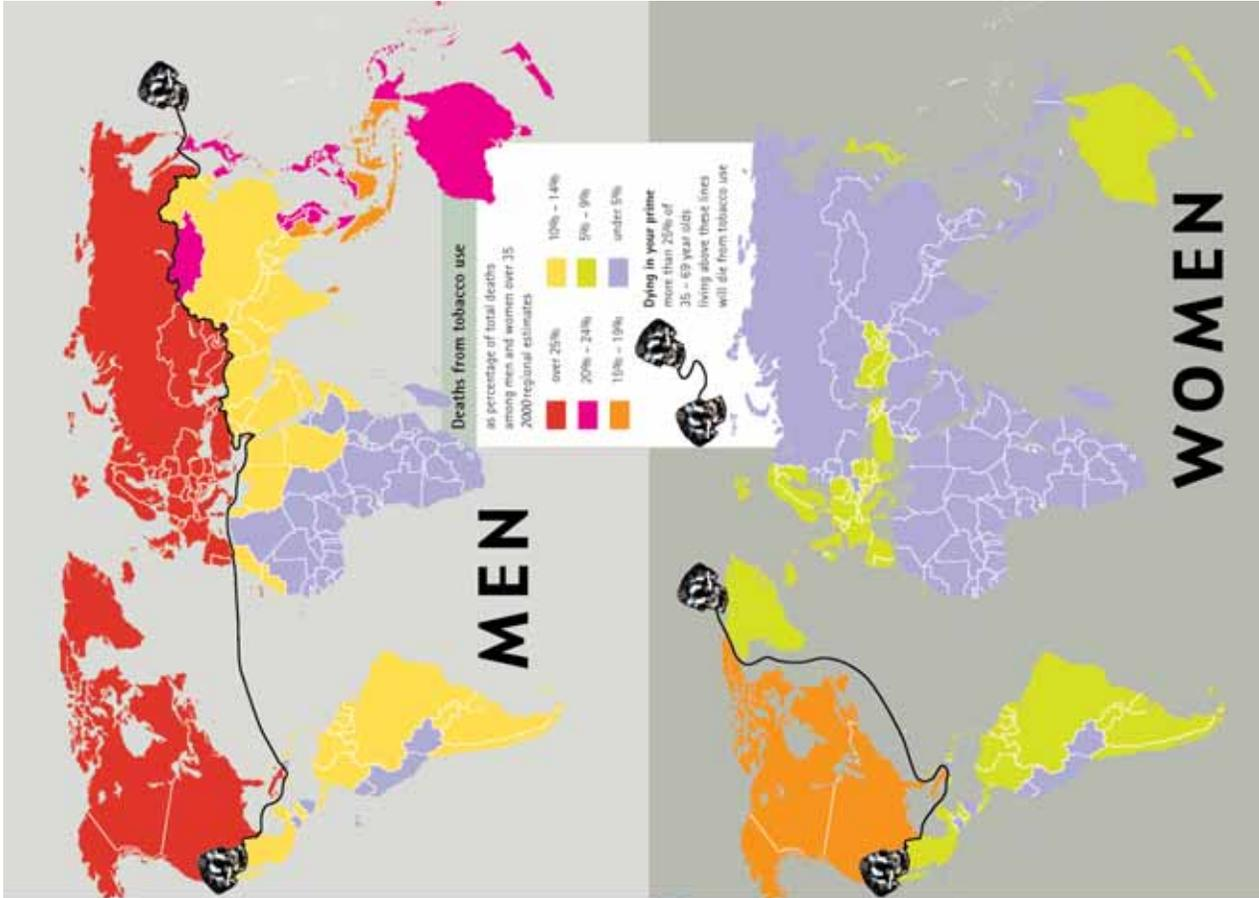 MEN
Deaths from tobacco use
as percentage of total deaths
among men and women over 35
2000 regional estimates
over 25%
20% – 24%
15% – 19%
10% – 14%
5% – 9%
under 5%
Dying in your prime
more than 25% of
35 – 69 year olds
living above these lines
will die from tobacco use
WOMEN